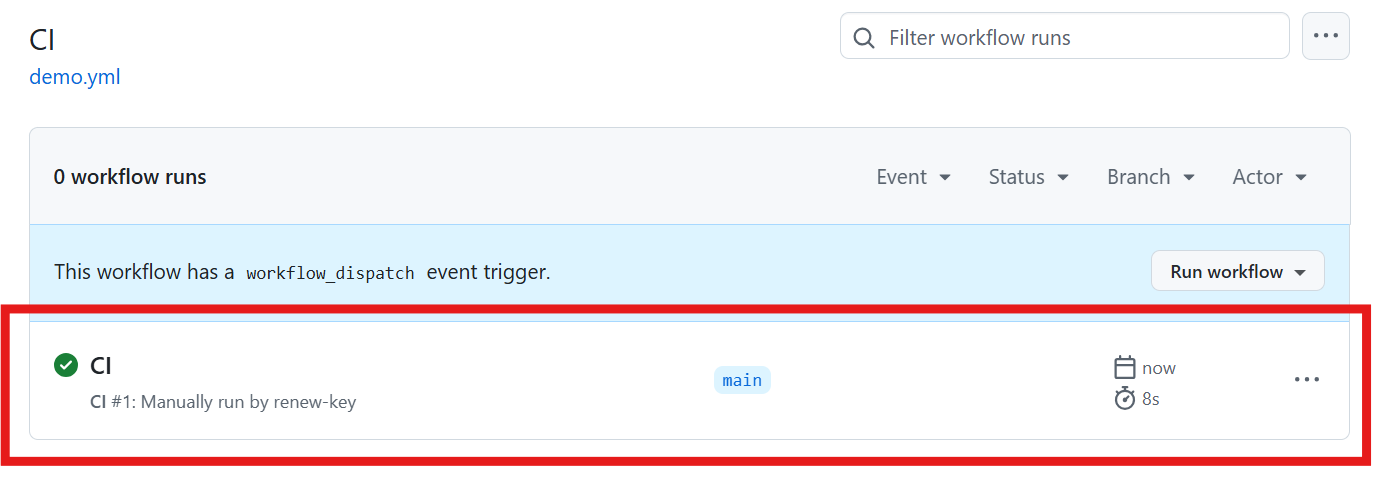 CI
Filter workflow runs
demo.yml
0 workflow runs
Event Status Branch Actor
This workflow has a workflow_dispatch event trigger. Run workflow
CI
main
now
CI #1: Manually run by renew-key
8s